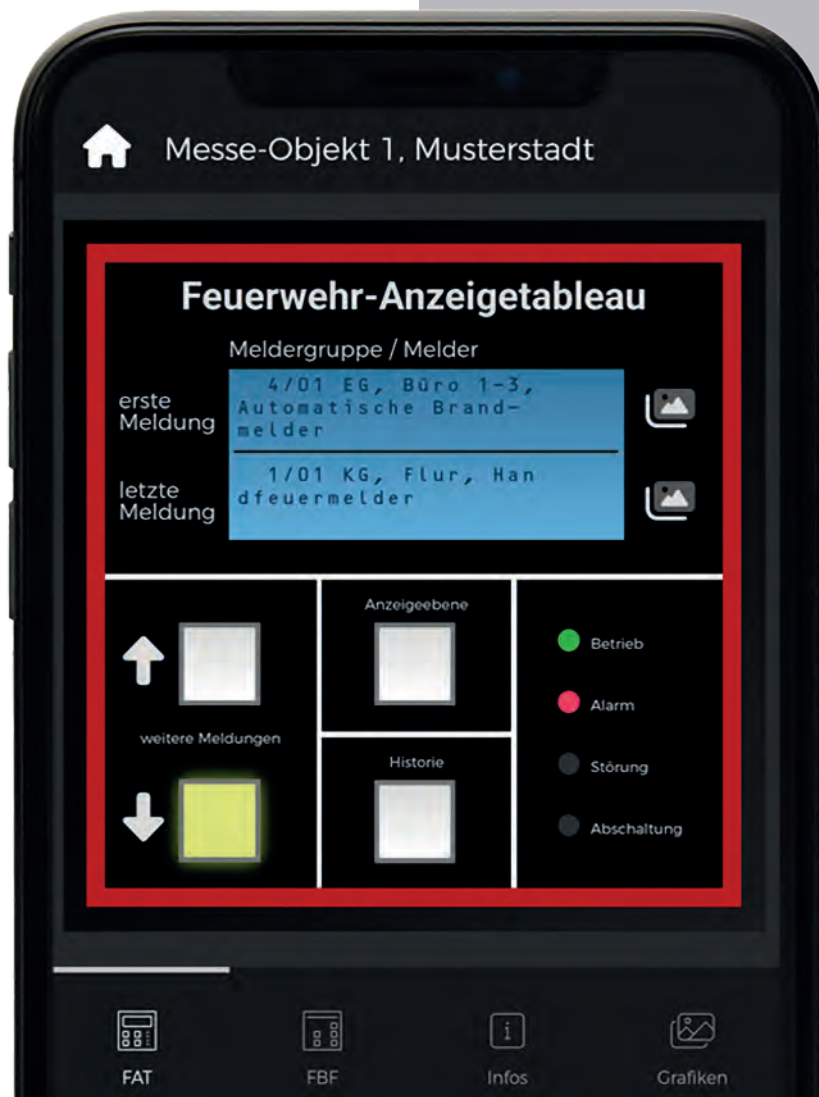 Messe-Objekt 1, Musterstadt
Feuerwehr-Anzeigetableau
Meldergruppe / Melder
erste
Meldung
4/01 EG, Büro 1-3,
Automatische Brand-
melder
letzte
Meldung
1/01 KG, Flur, Han
dfeuermelder
weitere Meldungen
Anzeigeebene
Historie
Betrieb
Alarm
Störung
Abschaltung
FAT
FBF
Infos
Grafiken